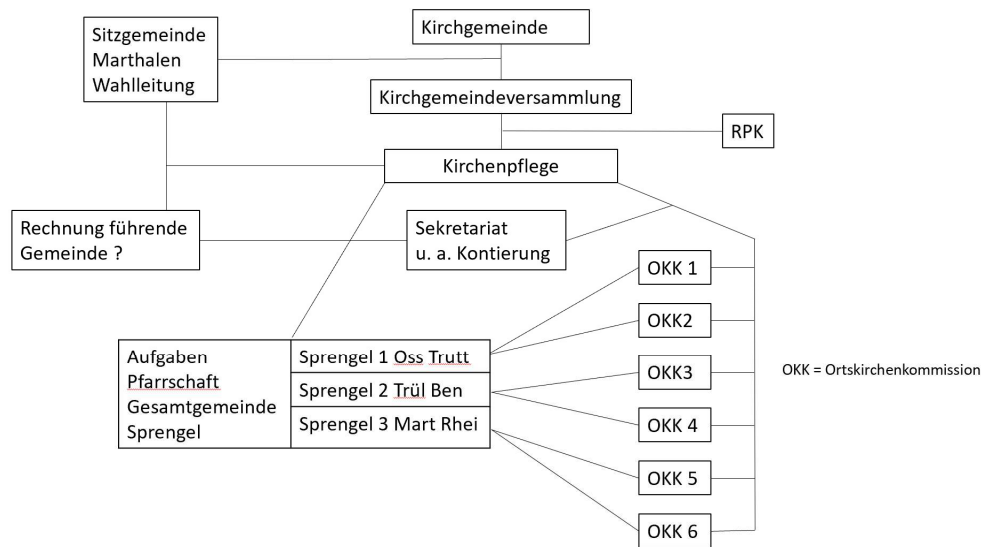 Sitzgemeinde
Marthalen
Wahlleitung
Kirchgemeinde
Kirchgemeindeversammlung
RPK
Kirchenpflege
Rechnung führende
Gemeinde ?
Sekretariat
u. a. Kontierung
OKK 1
OKK2
OKK3
OKK 4
OKK 5
OKK 6
OKK = Ortskirchenkommission
Aufgaben
Pfarrschaft
Gesamtgemeinde
Sprengel
Sprengel 1 Oss Trutt
Sprengel 2 Trül Ben
Sprengel 3 Mart Rhei